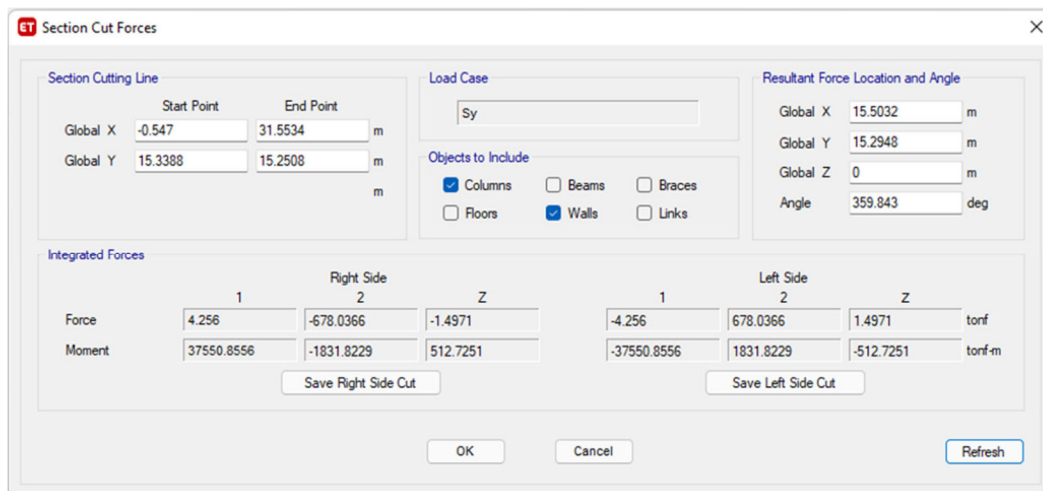 ET Section Cut Forces
Section Cutting Line
Start Point End Point
Global X -0.547 31.5534 m
Global Y 15.3388 15.2508 m
m
Load Case
Sy
Objects to Include
Columns Beams Braces
Floors Walls Links
Resultant Force Location and Angle
Global X 15.5032 m
Global Y 15.2948 m
Global Z 0 m
Angle 359.843 deg
Integrated Forces
Right Side Left Side
1 2 Z 1 2 Z
Force 4.256 -678.0366 -1.4971 -4.256 678.0366 1.4971 tonf
Moment 37550.8556 -1831.8229 512.7251 -37550.8556 1831.8229 -512.7251 tonf-m
Save Right Side Cut Save Left Side Cut
OK Cancel Refresh